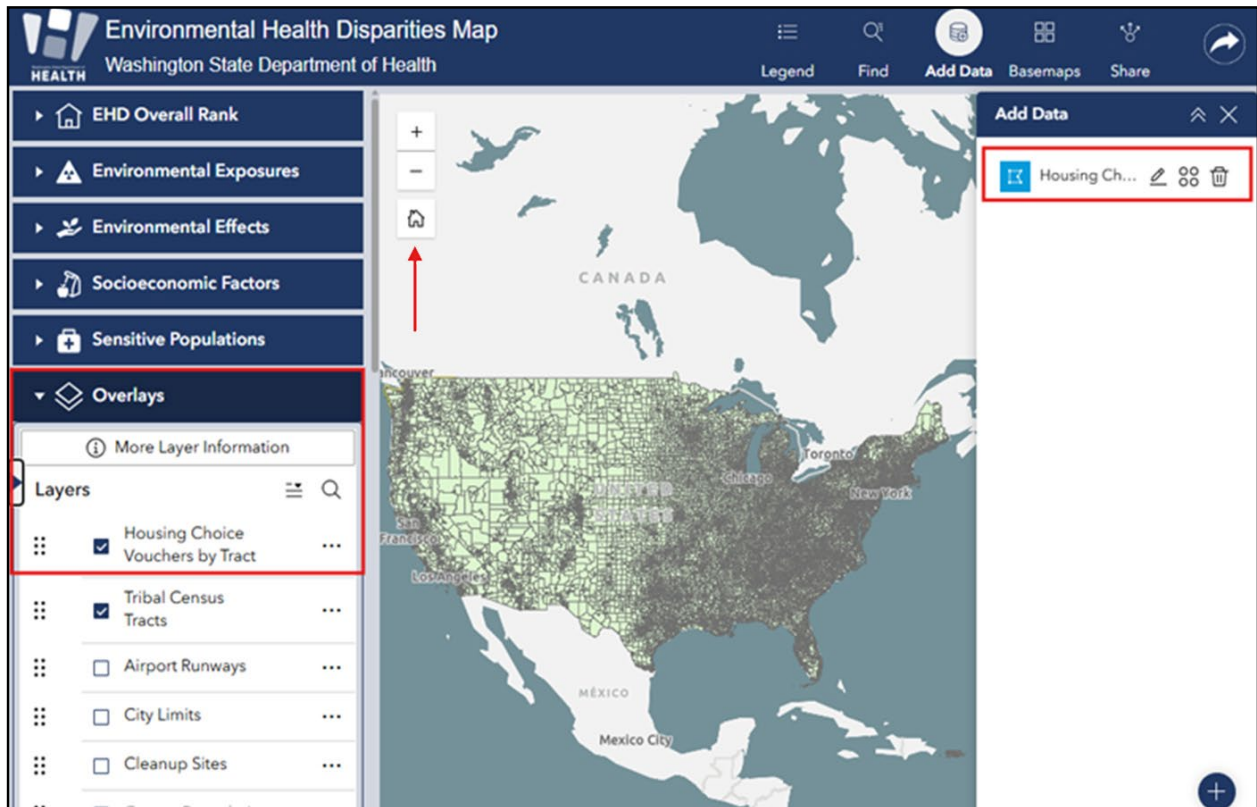 Environmental Health Disparities Map
Washington State Department of Health
HEALTH
Legend
Find
Add Data
Basemaps
Share
EHD Overall Rank
Environmental Exposures
Environmental Effects
Socioeconomic Factors
Sensitive Populations
Overlays
More Layer Information
Layers
Housing Choice
Vouchers by Tract
...
Tribal Census
Tracts
...
Airport Runways
...
City Limits
...
Cleanup Sites
...
+
−
CANADA
ancouver
Toronto
Chicago
New York
UNITED
STATES
San
Francisco
Los Angeles
MÉXICO
Mexico City
Add Data
Housing Ch...
+